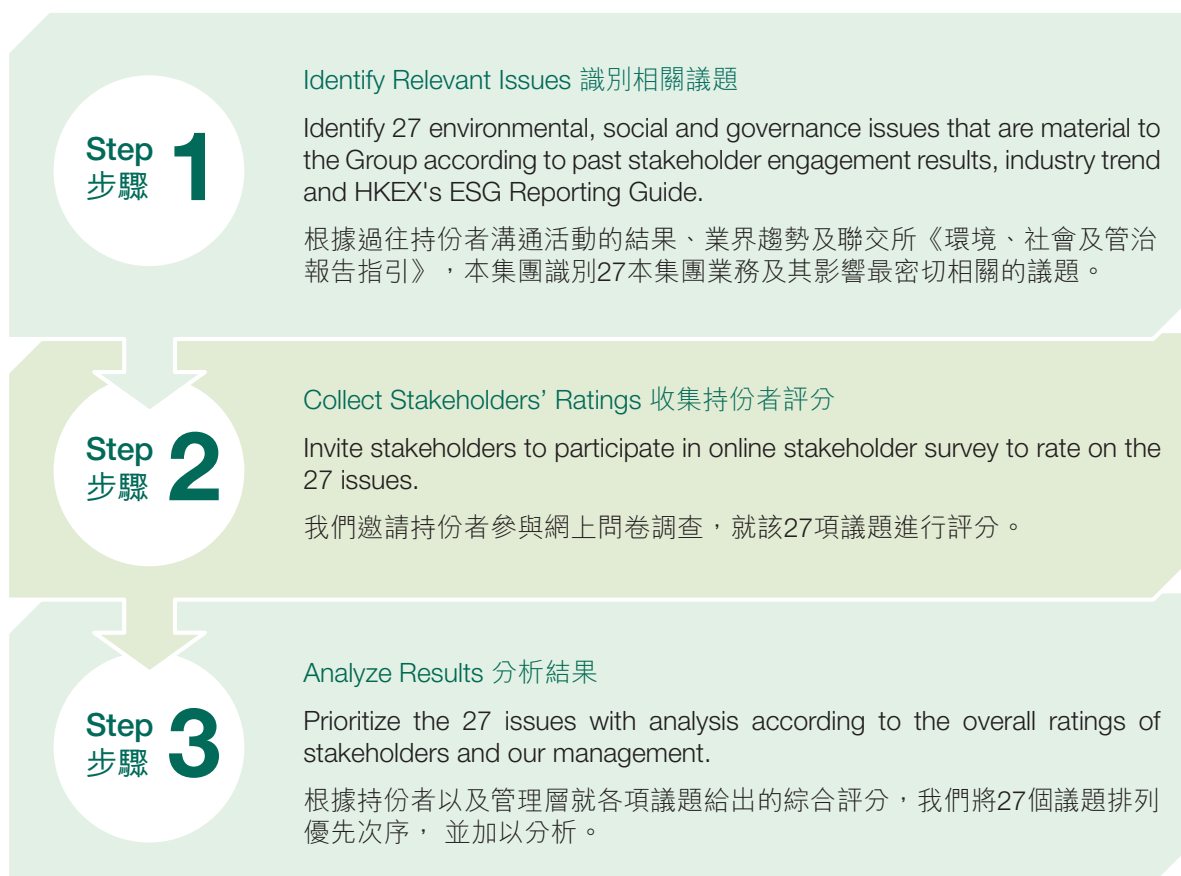 Step
步驟
1
Identify Relevant Issues 識別相關議題
Identify 27 environmental, social and governance issues that are material to
the Group according to past stakeholder engagement results, industry trend
and HKEX's ESG Reporting Guide.
根據過往持份者溝通活動的結果、業界趨勢及聯交所《環境、社會及管治
報告指引》，本集團識別27本集團業務及其影響最密切相關的議題。
Step
步驟
2
Collect Stakeholders’ Ratings 收集持份者評分
Invite stakeholders to participate in online stakeholder survey to rate on the
27 issues.
我們邀請持份者參與網上問卷調查，就該27項議題進行評分。
Step
步驟
3
Analyze Results 分析結果
Prioritize the 27 issues with analysis according to the overall ratings of
stakeholders and our management.
根據持份者以及管理層就各項議題給出的綜合評分，我們將27個議題排列
優先次序， 並加以分析。